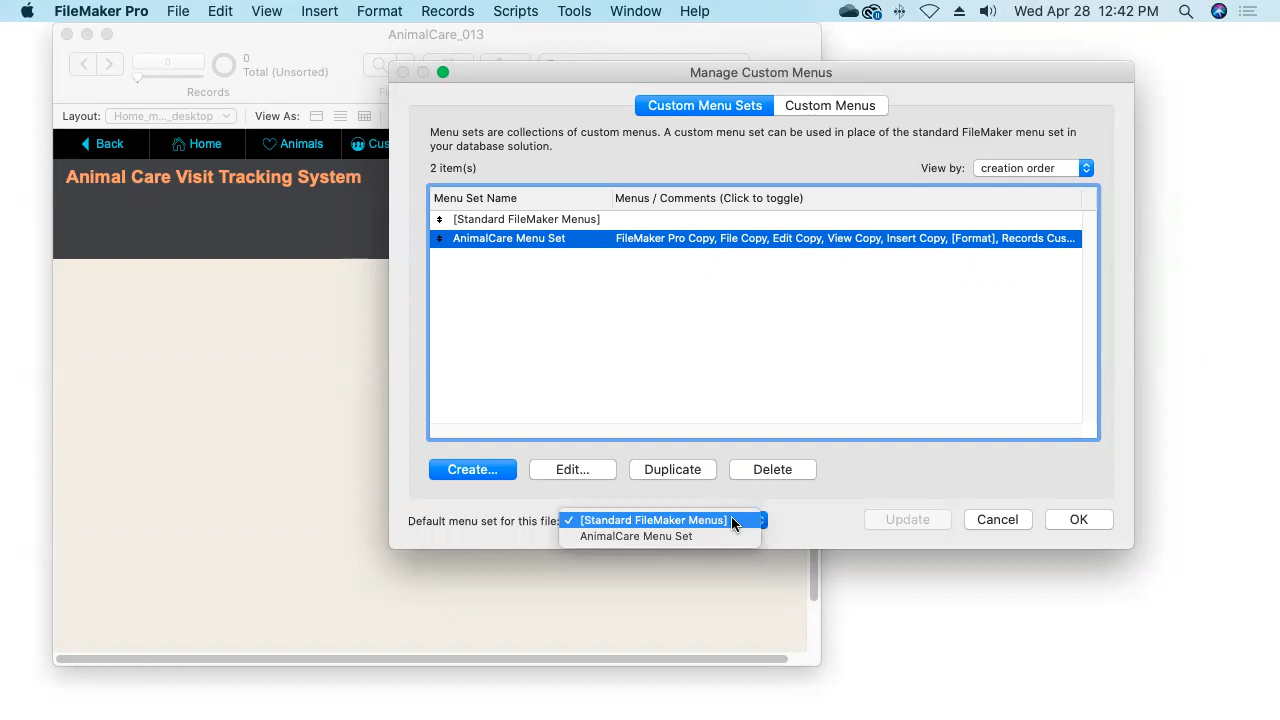 FileMaker Pro File Edit View Insert Format Records Scripts Tools Window Help Wed Apr 28 12:42 PM
AnimalCare_013
0
0
Total (Unsorted)
Records
Layout: Home_m..._desktop View As:
Back Home Animals Cus
Animal Care Visit Tracking System
Manage Custom Menus
Custom Menu Sets Custom Menus
Menu sets are collections of custom menus. A custom menu set can be used in place of the standard FileMaker menu set in
your database solution.
2 item(s) View by: creation order
Menu Set Name Menus / Comments (Click to toggle)
[Standard FileMaker Menus]
AnimalCare Menu Set FileMaker Pro Copy, File Copy, Edit Copy, View Copy, Insert Copy, [Format], Records Cus...
Create... Edit... Duplicate Delete
Default menu set for this file: ✓ [Standard FileMaker Menus] Update Cancel OK
AnimalCare Menu Set